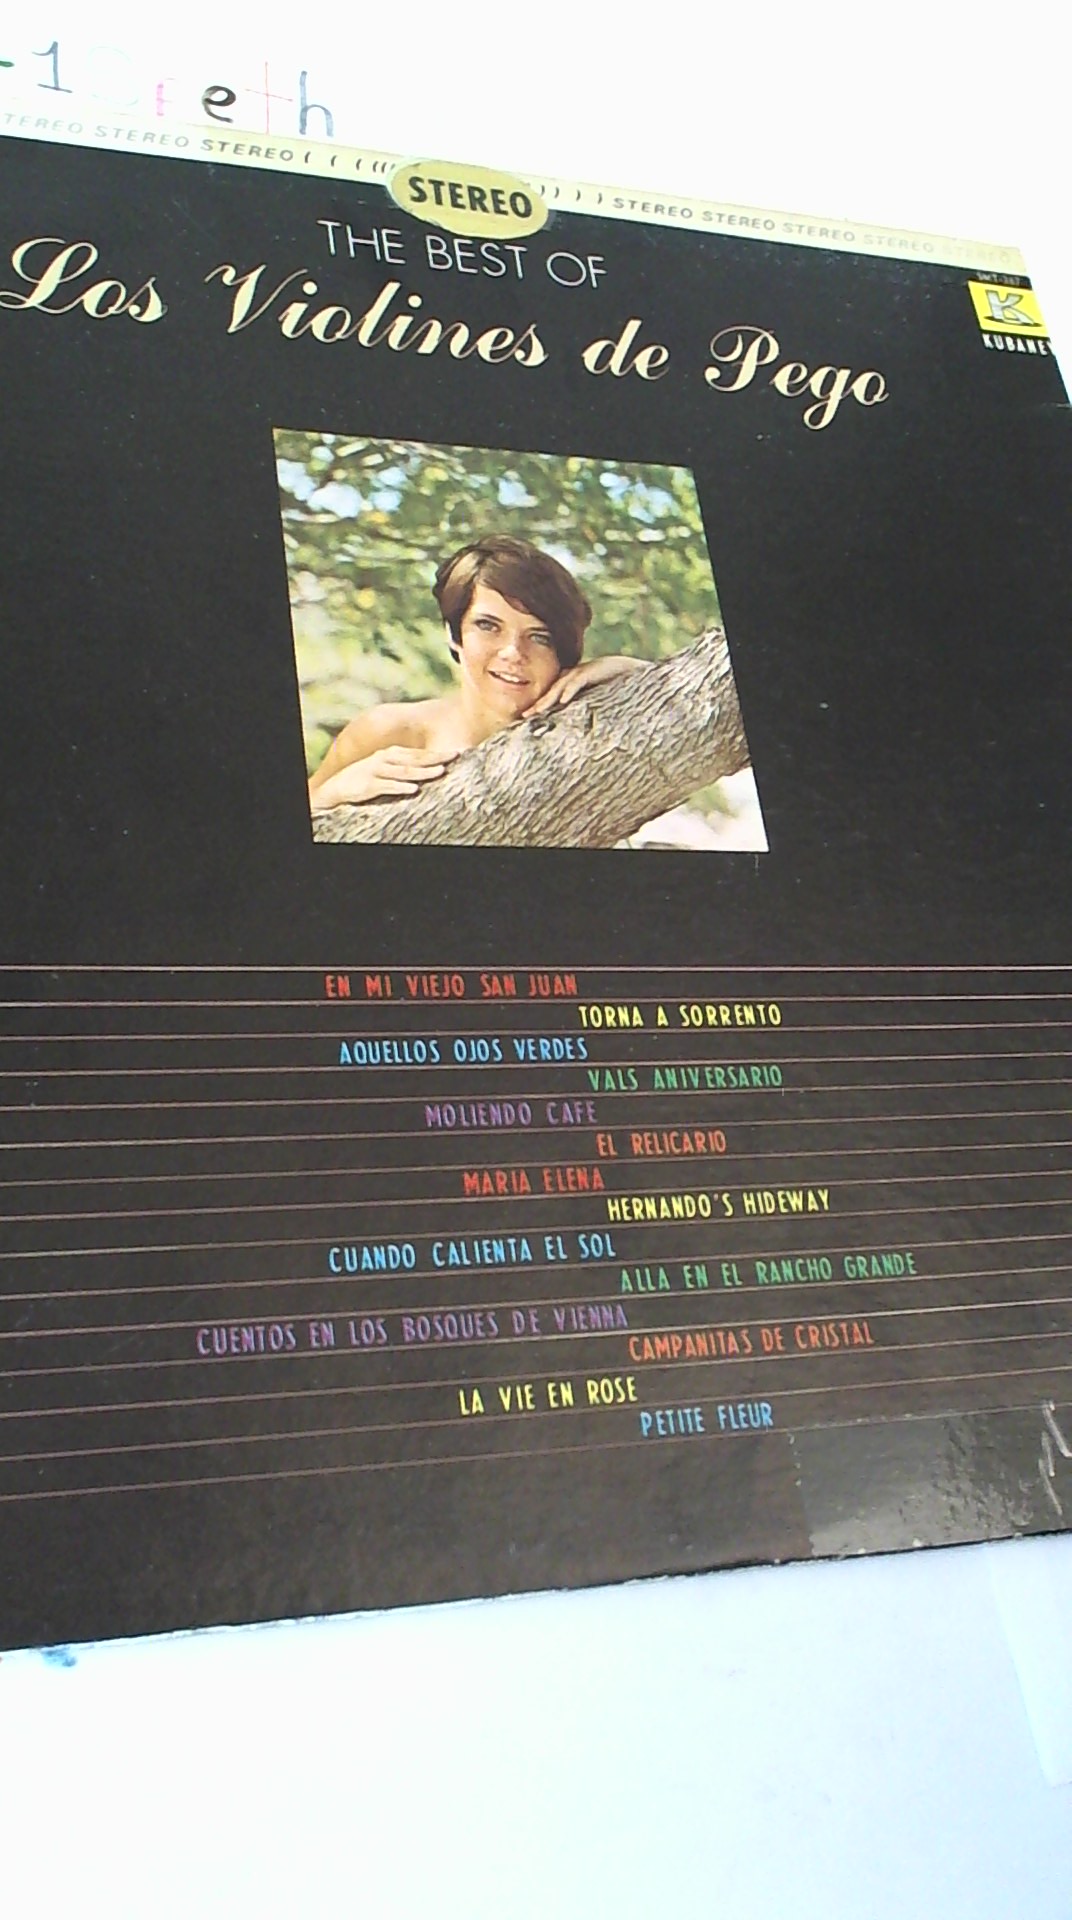 -1 Ofeth
STEREO STEREO STEREO STEREO STEREO STEREO STEREO STEREO STEREO
THE BEST OF
Los Violines de Pego
K
KUBANEY
EN MI VIEJO SAN JUAN
TORNA A SORRENTO
AQUELLOS OJOS VERDES
VALS ANIVERSARIO
MOLIENDO CAFE
EL RELICARIO
MARIA ELENA
HERNANDO'S HIDEWAY
CUANDO CALIENTA EL SOL
ALLA EN EL RANCHO GRANDE
CUENTOS EN LOS BOSQUES DE VIENNA
CAMPANITAS DE CRISTAL
LA VIE EN ROSE
PETITE FLEUR